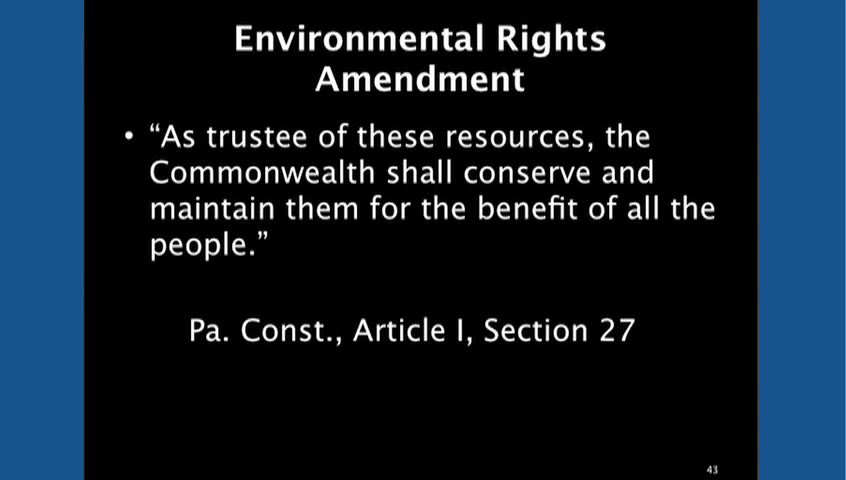 Environmental Rights
Amendment
• “As trustee of these resources, the
Commonwealth shall conserve and
maintain them for the benefit of all the
people.”
Pa. Const., Article I, Section 27
43